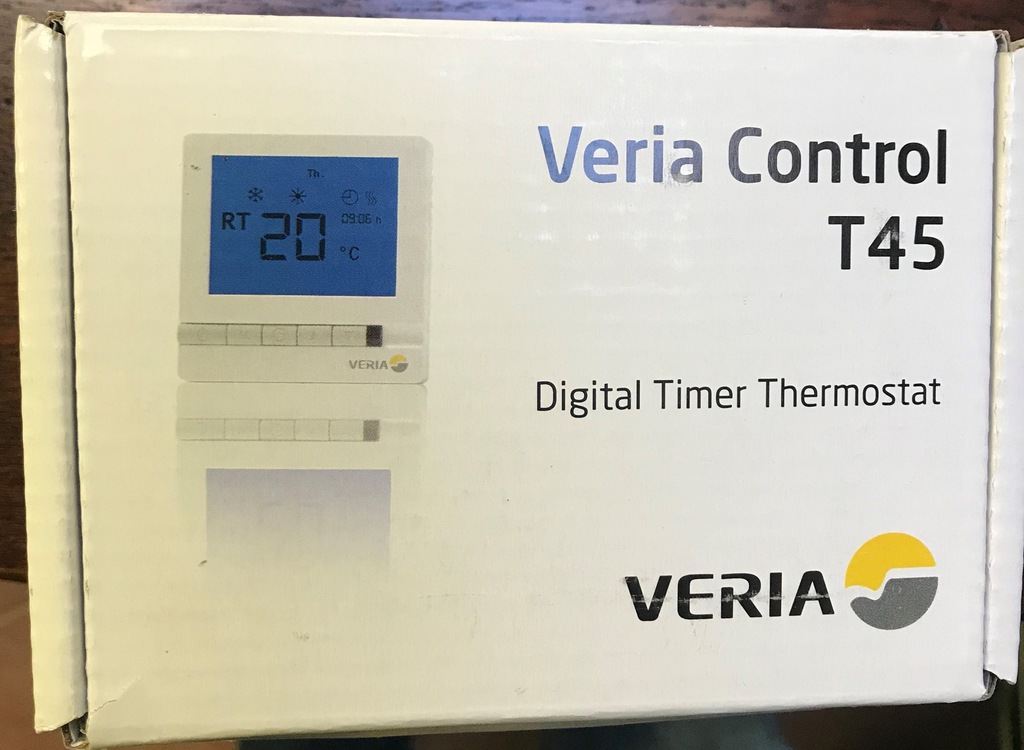 Veria Control
T45
Th.
RT 20 °C
09:06 h
VERIA
Digital Timer Thermostat
VERIA